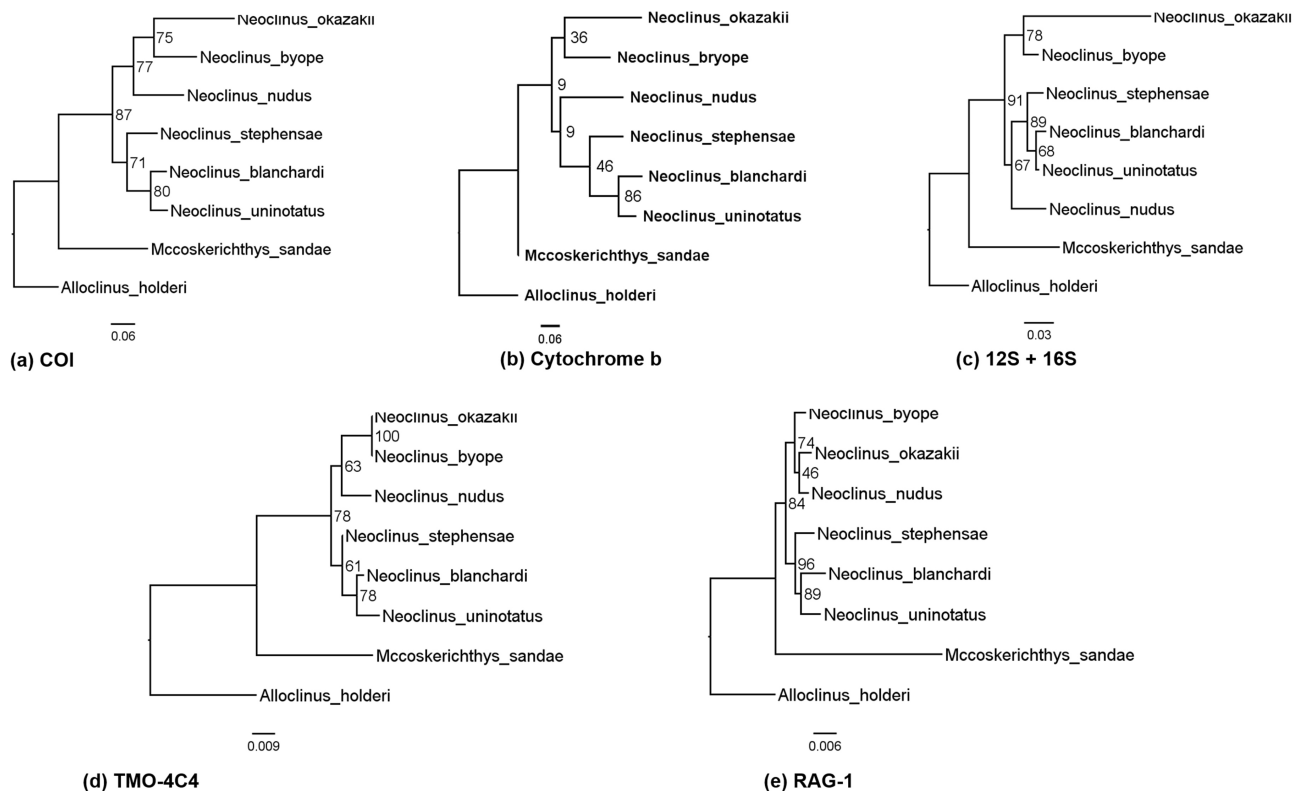 Neoclinus_okazakii
75
Neoclinus_byope
77
Neoclinus_nudus
87
Neoclinus_stephensae
71
Neoclinus_blanchardi
80
Neoclinus_uninotatus
Mccoskerichthys_sandae
Alloclinus_holderi
0.06
(a) COI
Neoclinus_okazakii
36
Neoclinus_bryope
9
Neoclinus_nudus
9
Neoclinus_stephensae
46
Neoclinus_blanchardi
86
Neoclinus_uninotatus
Mccoskerichthys_sandae
Alloclinus_holderi
0.06
(b) Cytochrome b
Neoclinus_okazakii
78
Neoclinus_byope
91
Neoclinus_stephensae
89
Neoclinus_blanchardi
68
67
Neoclinus_uninotatus
Neoclinus_nudus
Mccoskerichthys_sandae
Alloclinus_holderi
0.03
(c) 12S + 16S
Neoclinus_okazakii
100
Neoclinus_byope
63
Neoclinus_nudus
78
Neoclinus_stephensae
61
Neoclinus_blanchardi
78
Neoclinus_uninotatus
Mccoskerichthys_sandae
Alloclinus_holderi
0.009
(d) TMO-4C4
Neoclinus_byope
74
Neoclinus_okazakii
46
Neoclinus_nudus
84
Neoclinus_stephensae
96
Neoclinus_blanchardi
89
Neoclinus_uninotatus
Mccoskerichthys_sandae
Alloclinus_holderi
0.006
(e) RAG-1